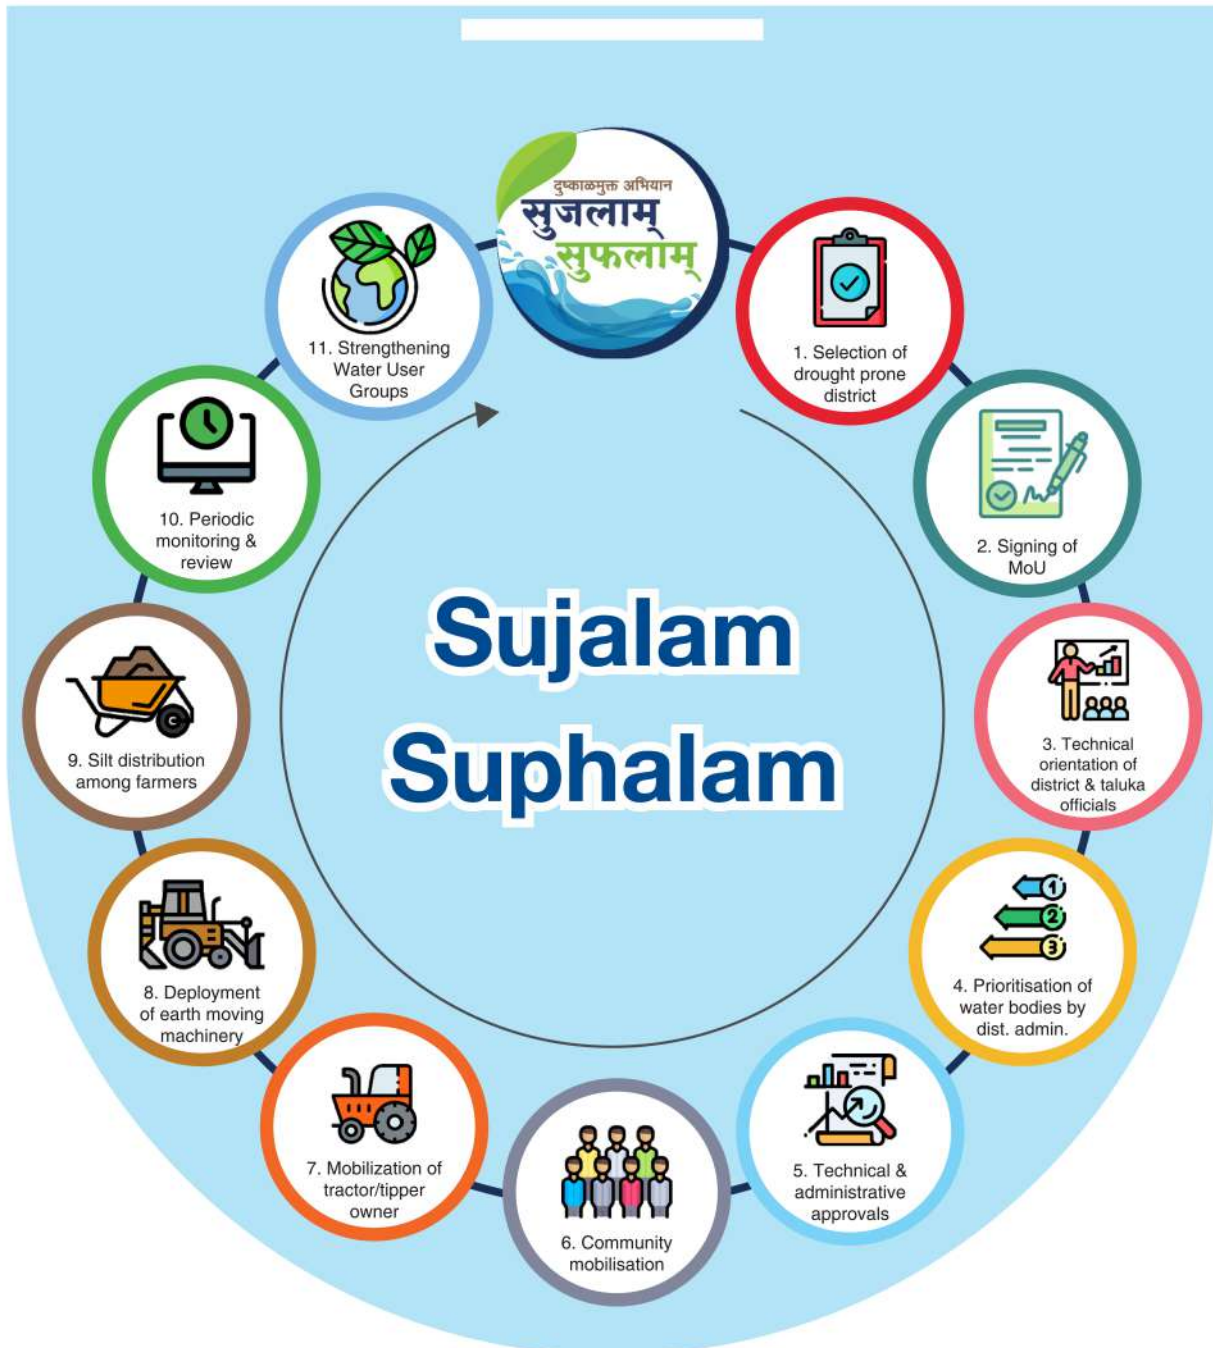 दुष्काळमुक्त अभियान
सुजलाम्
सुफलाम्
1. Selection of
drought prone
district
2. Signing of
MoU
3. Technical
orientation of
district & taluka
officials
1
2
3
4. Prioritisation of
water bodies by
dist. admin.
5. Technical &
administrative
approvals
6. Community
mobilisation
7. Mobilization of
tractor/tipper
owner
8. Deployment
of earth moving
machinery
9. Silt distribution
among farmers
10. Periodic
monitoring &
review
11. Strengthening
Water User
Groups
Sujalam
Suphalam